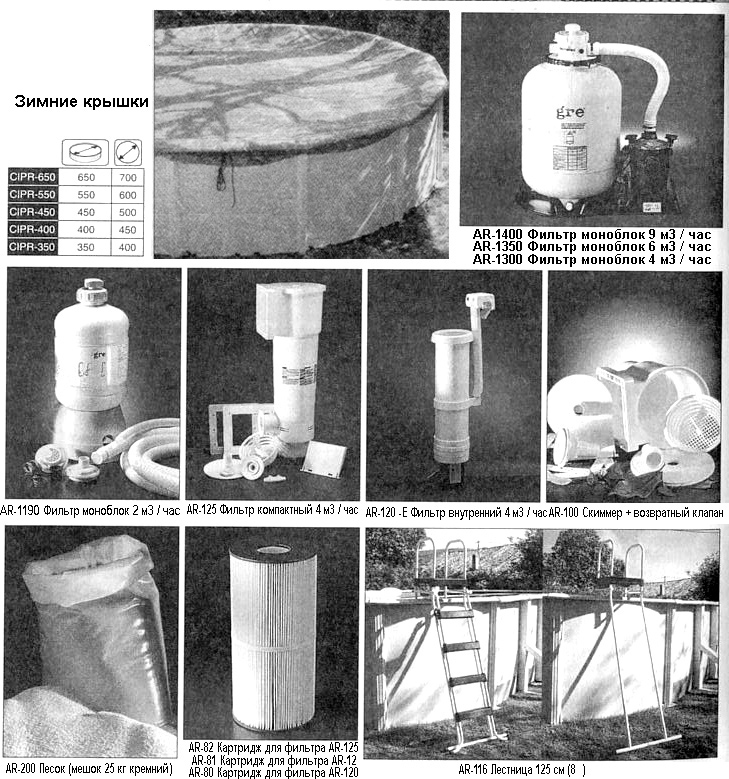 Зимние крышки
CIPR-650 650 700
CIPR-550 550 600
CIPR-450 450 500
CIPR-400 400 450
CIPR-350 350 400
gre
AR-1400 Фильтр моноблок 9 м3 / час
AR-1350 Фильтр моноблок 6 м3 / час
AR-1300 Фильтр моноблок 4 м3 / час
gre
AR-1190 Фильтр моноблок 2 м3 / час
AR-125 Фильтр компактный 4 м3 / час
AR-120 -E Фильтр внутренний 4 м3 / час
AR-100 Скиммер + возвратный клапан
AR-200 Песок (мешок 25 кг кремний)
AR-82 Картридж для фильтра AR-125
AR-81 Картридж для фильтра AR-12
AR-80 Картридж для фильтра AR-120
AR-116 Лестница 125 см (8 )